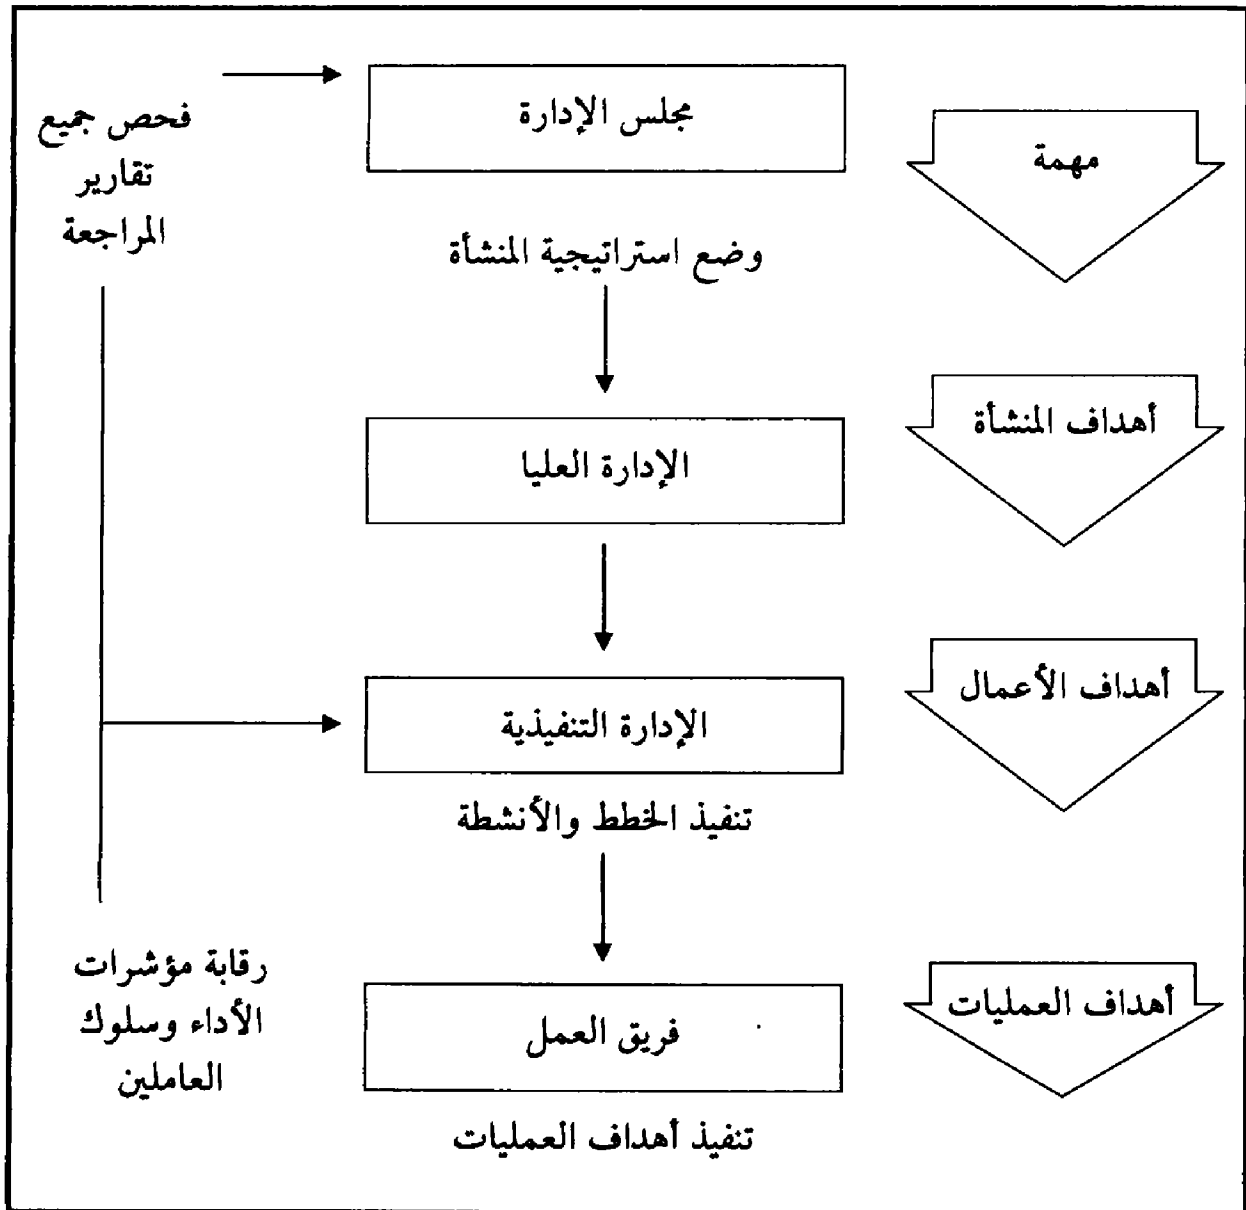 مجلس الإدارة
مهمة
فحص جميع
تقارير
المراجعة
وضع استراتيجية المنشأة
أهداف المنشأة
الإدارة العليا
أهداف الأعمال
الإدارة التنفيذية
تنفيذ الخطط والأنشطة
أهداف العمليات
رقابة مؤشرات
الأداء وسلوك
العاملين
فريق العمل
تنفيذ أهداف العمليات